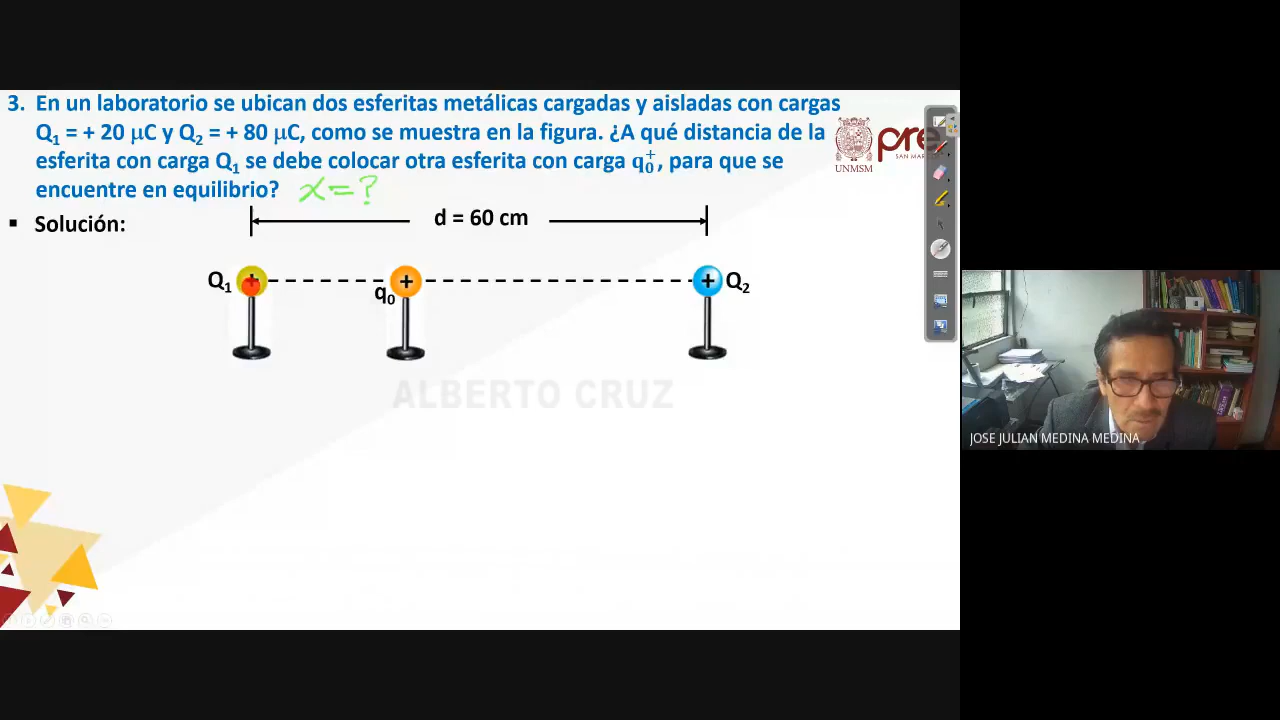 3. En un laboratorio se ubican dos esferitas metálicas cargadas y aisladas con cargas
Q₁ = + 20 μC y Q₂ = + 80 μC, como se muestra en la figura. ¿A qué distancia de la
esferita con carga Q₁ se debe colocar otra esferita con carga q₀⁺, para que se
encuentre en equilibrio? x = ?
pre
UNMSM
▪ Solución:
d = 60 cm
Q₁ + q₀ + + Q₂
ALBERTO CRUZ
JOSE JULIAN MEDINA MEDINA